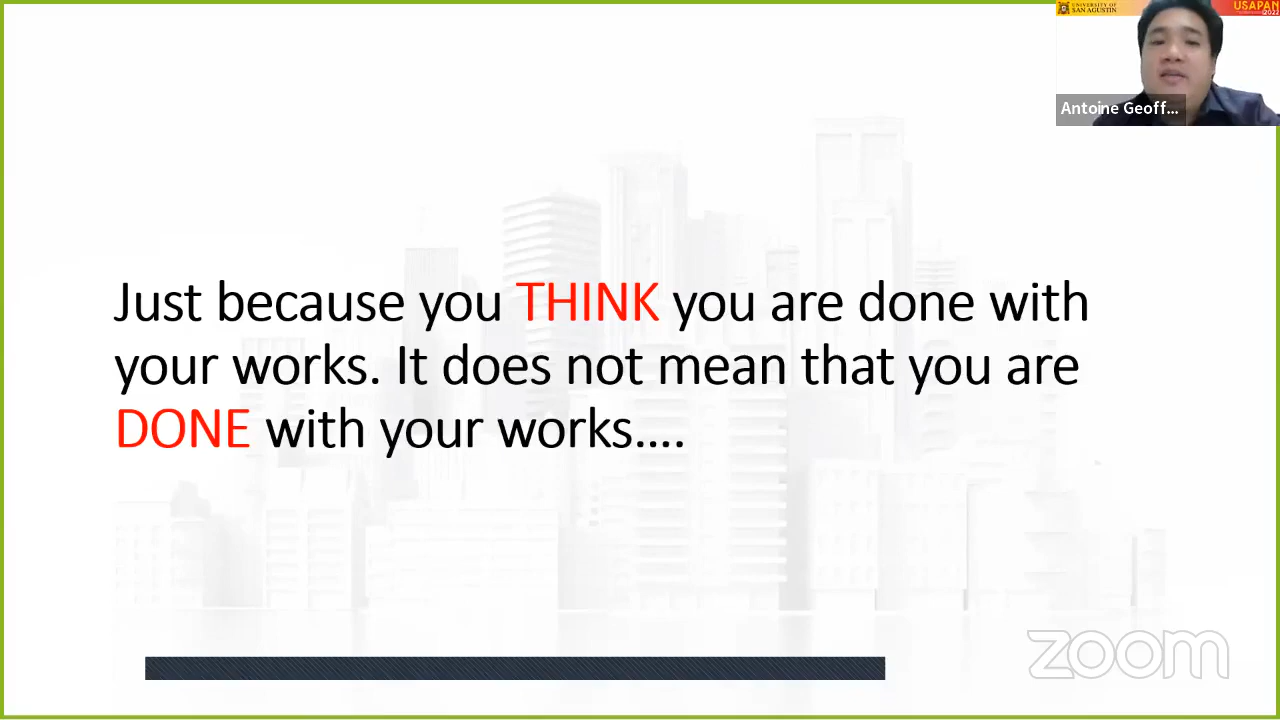 UNIVERSITY OF
SAN AGUSTIN
USAPAN
2022
Antoine Geoff...
Just because you THINK you are done with
your works. It does not mean that you are
DONE with your works....
zoom